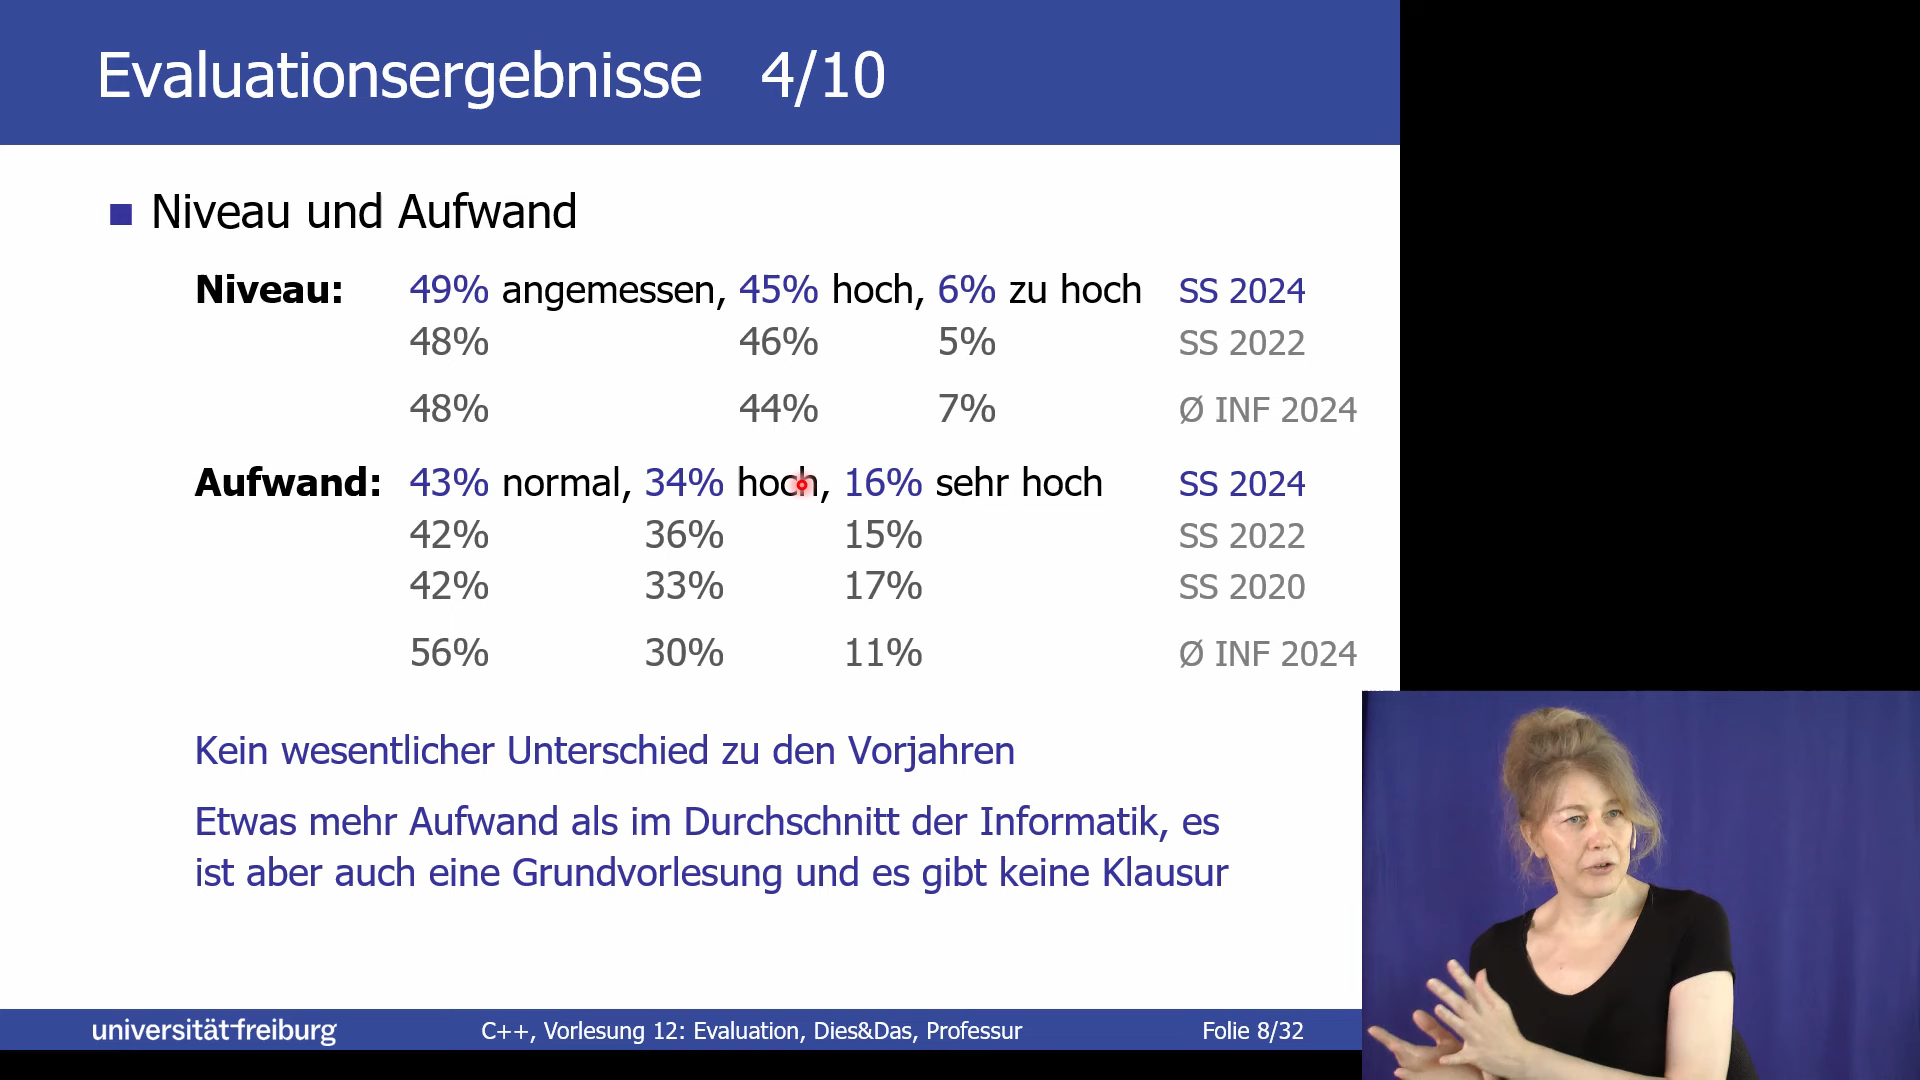 Evaluationsergebnisse 4/10
Niveau und Aufwand
Niveau: 49% angemessen, 45% hoch, 6% zu hoch SS 2024
48% 46% 5% SS 2022
48% 44% 7% Ø INF 2024
Aufwand: 43% normal, 34% hoch, 16% sehr hoch SS 2024
42% 36% 15% SS 2022
42% 33% 17% SS 2020
56% 30% 11% Ø INF 2024
Kein wesentlicher Unterschied zu den Vorjahren
Etwas mehr Aufwand als im Durchschnitt der Informatik, es
ist aber auch eine Grundvorlesung und es gibt keine Klausur
universität freiburg C++, Vorlesung 12: Evaluation, Dies&Das, Professur Folie 8/32